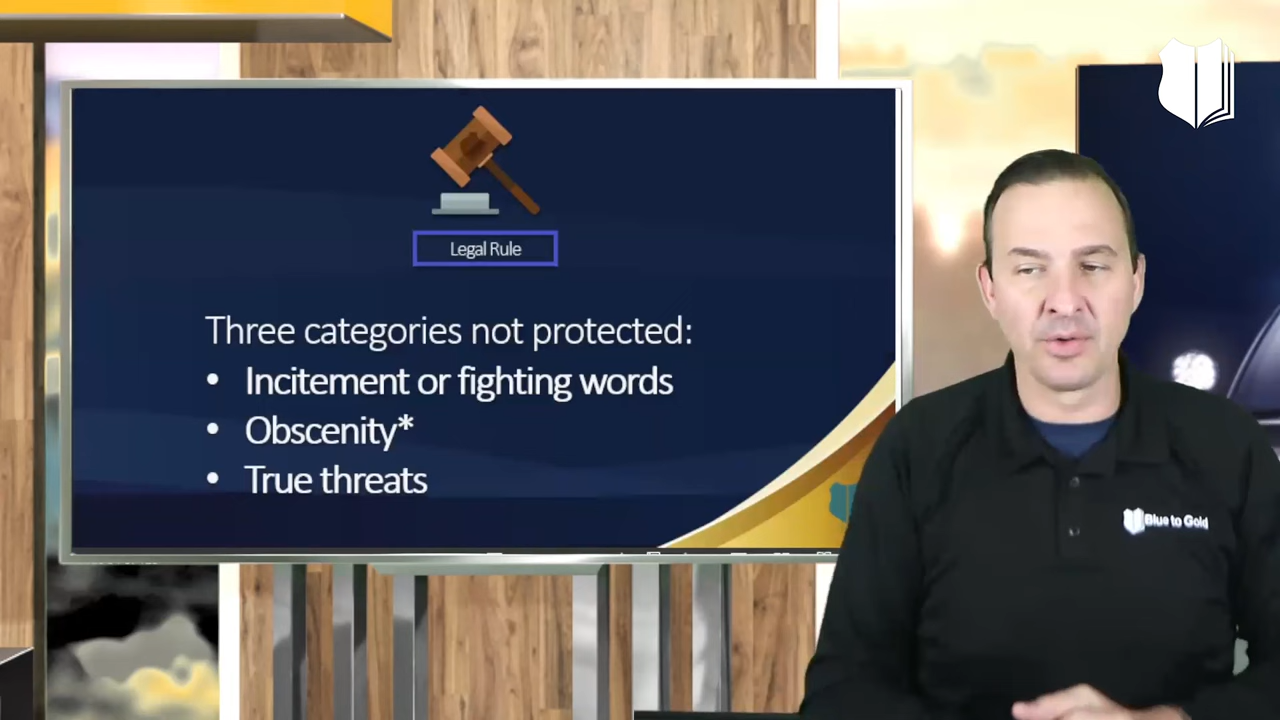 Legal Rule
Three categories not protected:
• Incitement or fighting words
• Obscenity*
• True threats
Blue to Gold